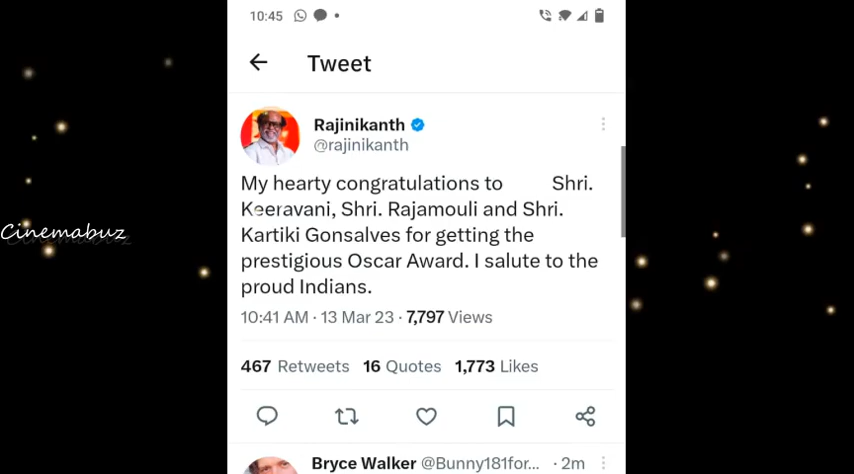 10:45
Tweet
Rajinikanth
@rajinikanth
My hearty congratulations to Shri.
Keeravani, Shri. Rajamouli and Shri.
Kartiki Gonsalves for getting the
prestigious Oscar Award. I salute to the
proud Indians.
10:41 AM · 13 Mar 23 · 7,797 Views
467 Retweets 16 Quotes 1,773 Likes
Bryce Walker @Bunny181for... · 2m
Cinemabuz